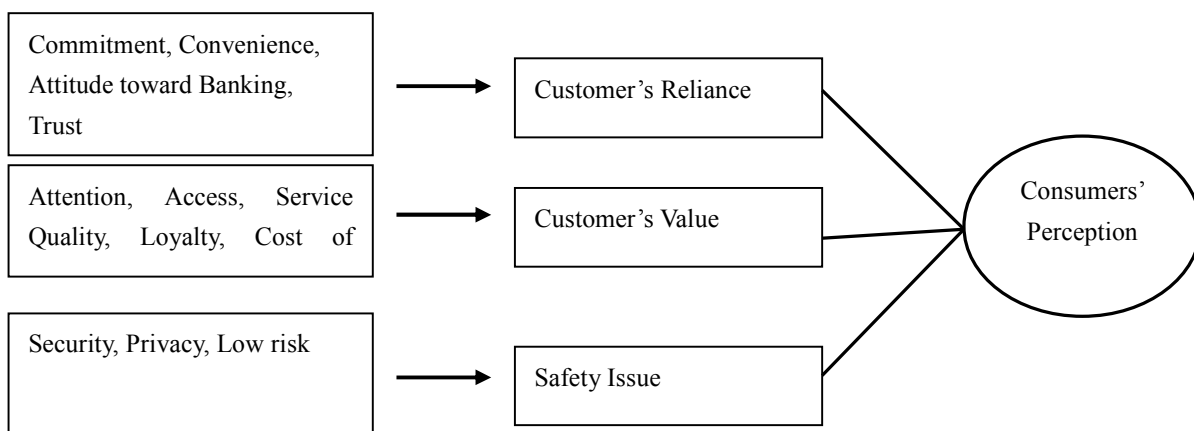 Commitment, Convenience,
Attitude toward Banking,
Trust
Customer’s Reliance
Attention, Access, Service
Quality, Loyalty, Cost of
Customer’s Value
Security, Privacy, Low risk
Safety Issue
Consumers’
Perception